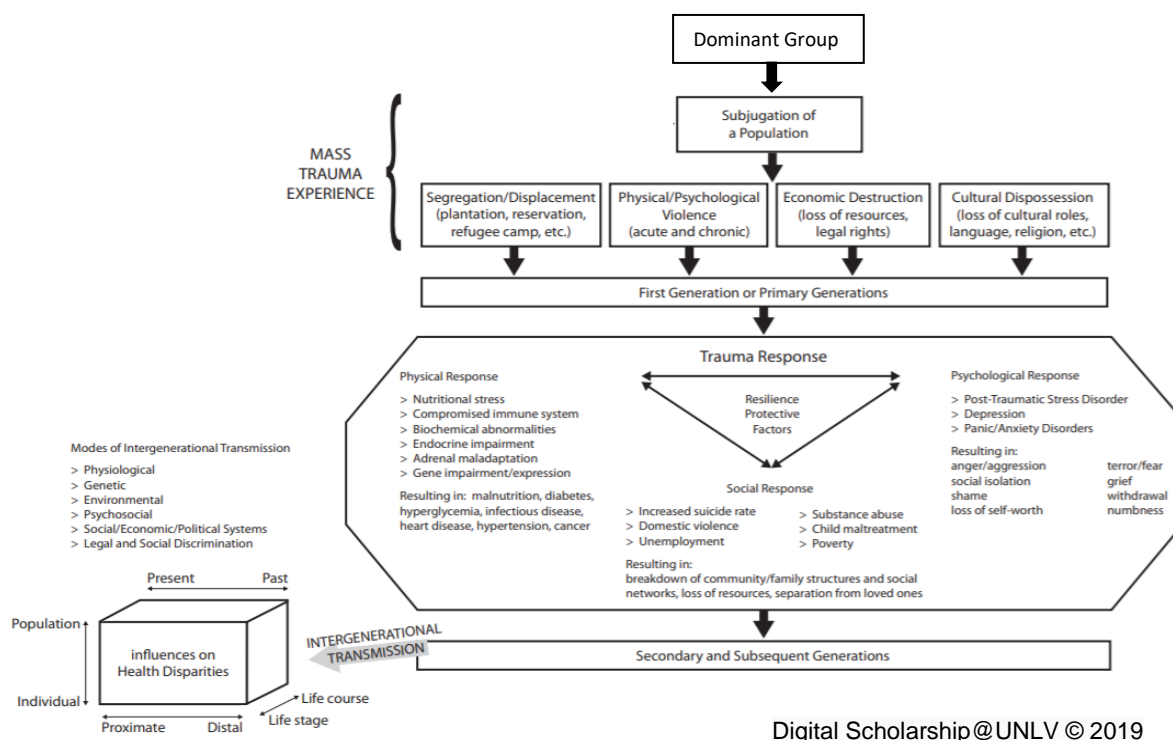 Dominant Group
Subjugation of
a Population
MASS
TRAUMA
EXPERIENCE
Segregation/Displacement
(plantation, reservation,
refugee camp, etc.)
Physical/Psychological
Violence
(acute and chronic)
Economic Destruction
(loss of resources,
legal rights)
Cultural Dispossession
(loss of cultural roles,
language, religion, etc.)
First Generation or Primary Generations
Trauma Response
Physical Response
> Nutritional stress
> Compromised immune system
> Biochemical abnormalities
> Endocrine impairment
> Adrenal maladaptation
> Gene impairment/expression
Resulting in: malnutrition, diabetes,
hyperglycemia, infectious disease,
heart disease, hypertension, cancer
Resilience
Protective
Factors
Psychological Response
> Post-Traumatic Stress Disorder
> Depression
> Panic/Anxiety Disorders
Resulting in:
anger/aggression
social isolation
shame
loss of self-worth
terror/fear
grief
withdrawal
numbness
Social Response
> Increased suicide rate
> Domestic violence
> Unemployment
> Substance abuse
> Child maltreatment
> Poverty
Resulting in:
breakdown of community/family structures and social
networks, loss of resources, separation from loved ones
Secondary and Subsequent Generations
INTERGENERATIONAL
TRANSMISSION
Modes of Intergenerational Transmission
> Physiological
> Genetic
> Environmental
> Psychosocial
> Social/Economic/Political Systems
> Legal and Social Discrimination
Present Past
Population
Individual
influences on
Health Disparities
Life course
Life stage
Proximate Distal
Digital Scholarship@UNLV © 2019